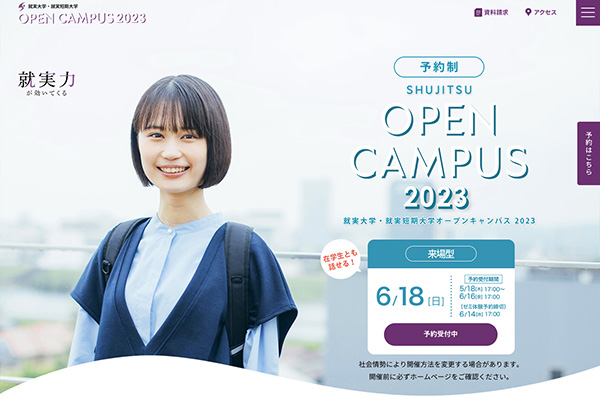 就実大学・就実短期大学
OPEN CAMPUS 2023
資料請求
アクセス
就実力
が効いてくる
予約制
SHUJITSU
OPEN
CAMPUS
2023
就実大学・就実短期大学オープンキャンパス 2023
予約はこちら
在学生とも
話せる!
来場型
6/18[日]
予約受付期間
5/18(木) 17:00〜
6/16(金) 17:00
(ゼミ体験予約締切)
6/14(水) 17:00
予約受付中
社会情勢により開催方法を変更する場合があります。
開催前に必ずホームページをご確認ください。